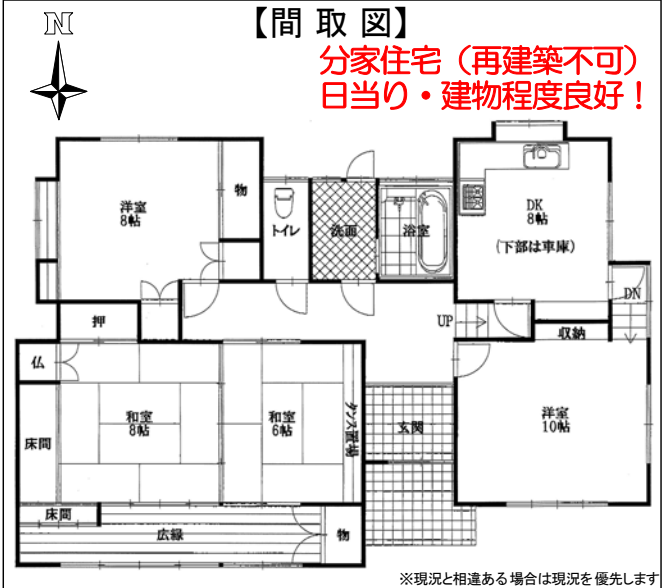 N
【間取図】
分家住宅（再建築不可）
日当り・建物程度良好！
洋室
8帖
物
トイレ
洗面
浴室
DK
8帖
（下部は車庫）
DN
UP
収納
押
仏
和室
8帖
和室
6帖
タンス置場
玄関
洋室
10帖
床間
床間
広縁
物
※現況と相違ある場合は現況を優先します